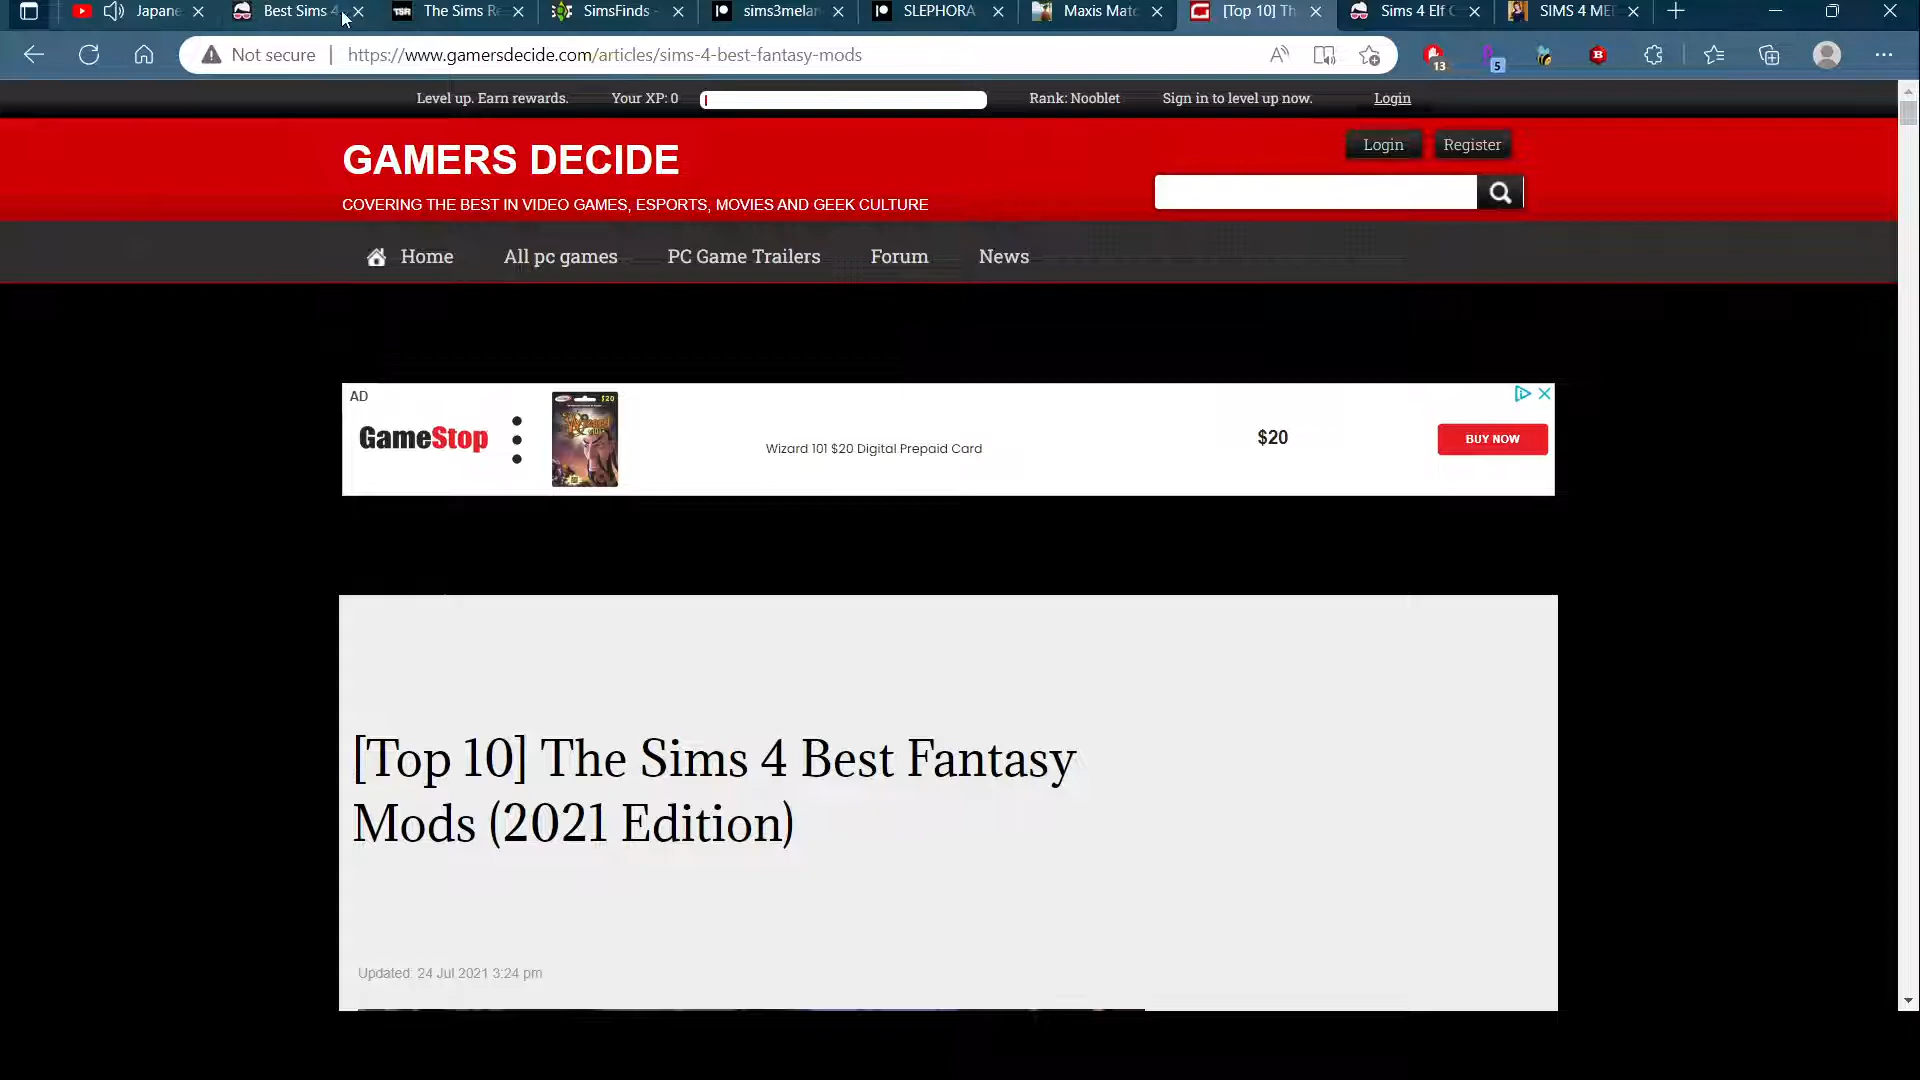 Japane
Best Sims 4
TSR
The Sims Re
SimsFinds -
sims3melan
SLEPHORA
Maxis Matc
[Top 10] Th
Sims 4 Elf
SIMS 4 ME
Not secure
https://www.gamersdecide.com/articles/sims-4-best-fantasy-mods
13
5
B
Level up. Earn rewards.
Your XP: 0
Rank: Nooblet
Sign in to level up now.
Login
GAMERS DECIDE
COVERING THE BEST IN VIDEO GAMES, ESPORTS, MOVIES AND GEEK CULTURE
Login
Register
Home
All pc games
PC Game Trailers
Forum
News
AD
GameStop
$20
Wizard 101 $20 Digital Prepaid Card
$20
BUY NOW
[Top 10] The Sims 4 Best Fantasy
Mods (2021 Edition)
Updated: 24 Jul 2021 3:24 pm